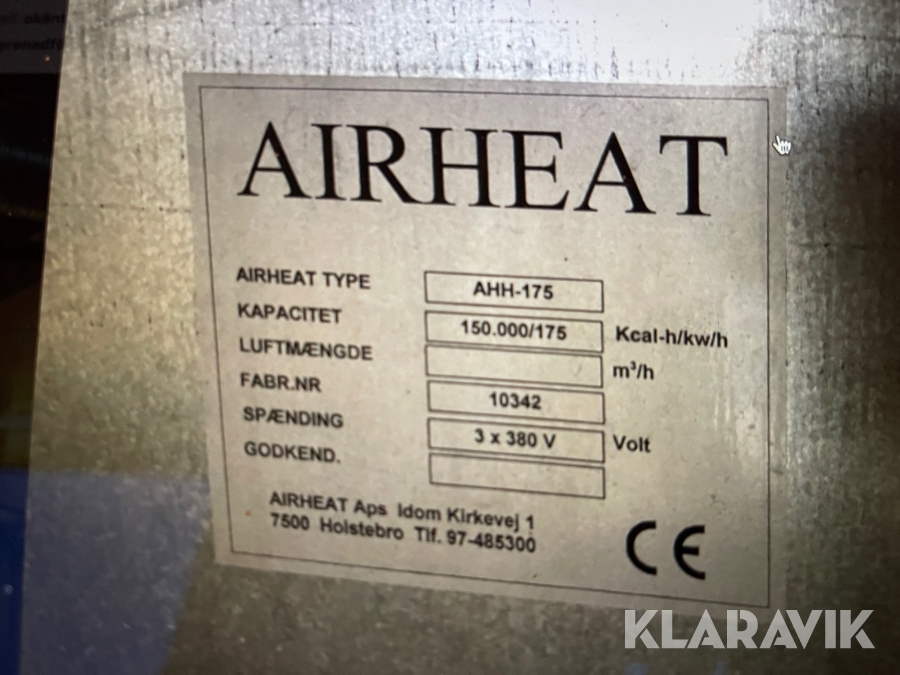 AIRHEAT
AIRHEAT TYPE AHH-175
KAPACITET 150.000/175 Kcal-h/kw/h
LUFTMÆNGDE m³/h
FABR.NR 10342
SPÆNDING 3 x 380 V Volt
GODKEND.
AIRHEAT Aps Idom Kirkevej 1
7500 Holstebro Tlf. 97-485300
CE
KLARAVIK